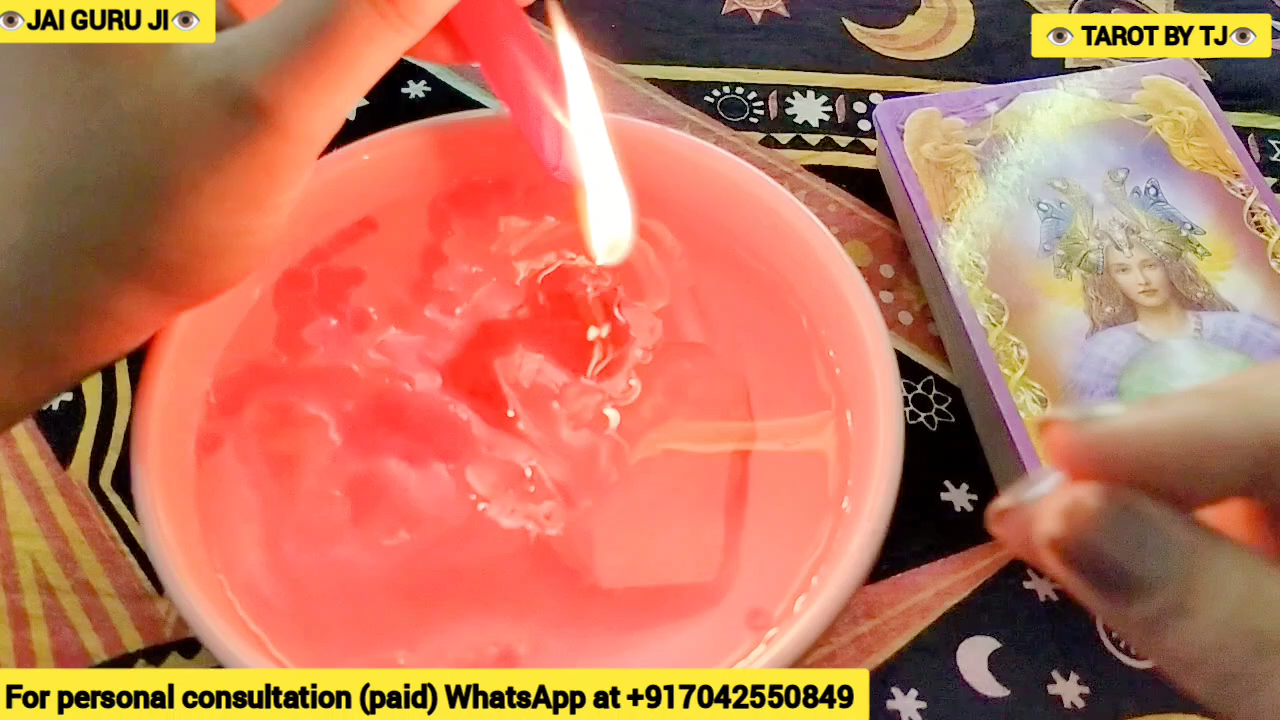 👁️JAI GURU JI👁️
👁️ TAROT BY TJ👁️
For personal consultation (paid) WhatsApp at +917042550849